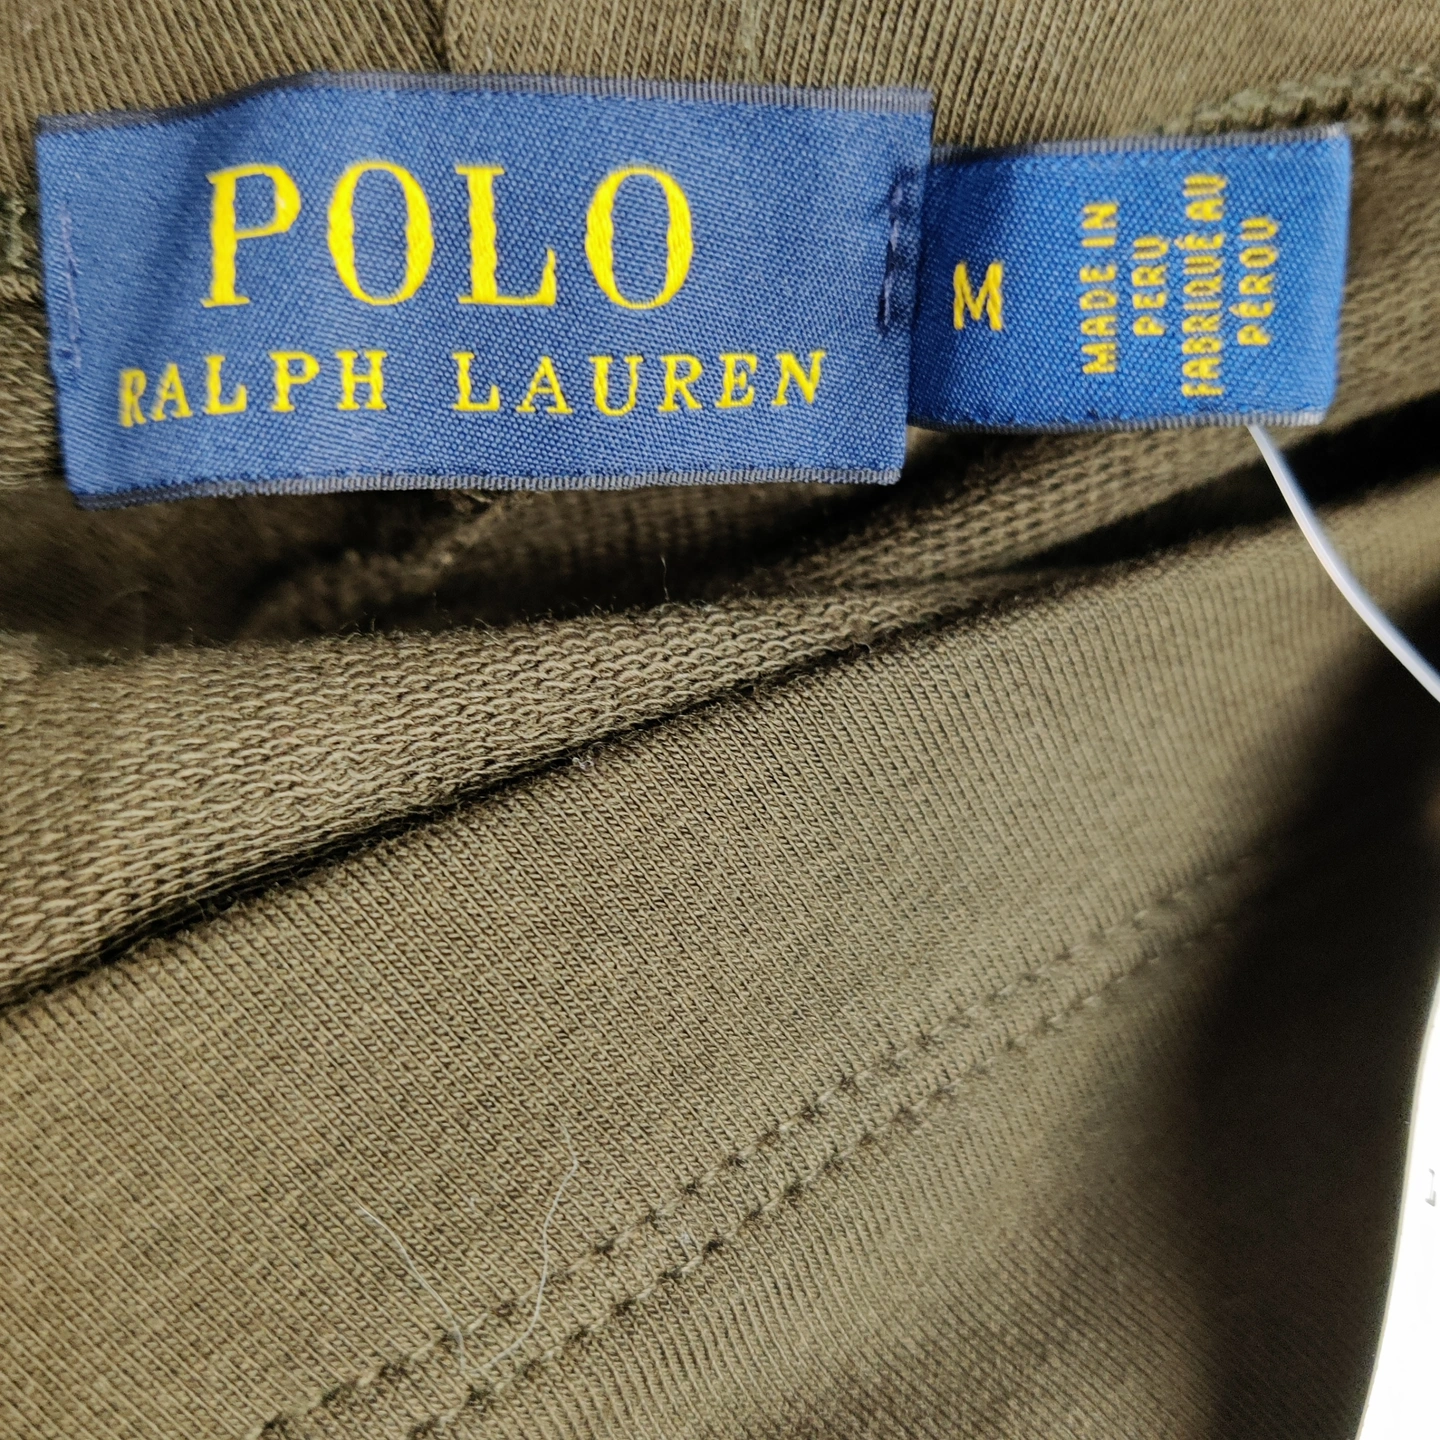 POLO
RALPH LAUREN
M
MADE IN
PERU
FABRIQUÉ AU
PÉROU